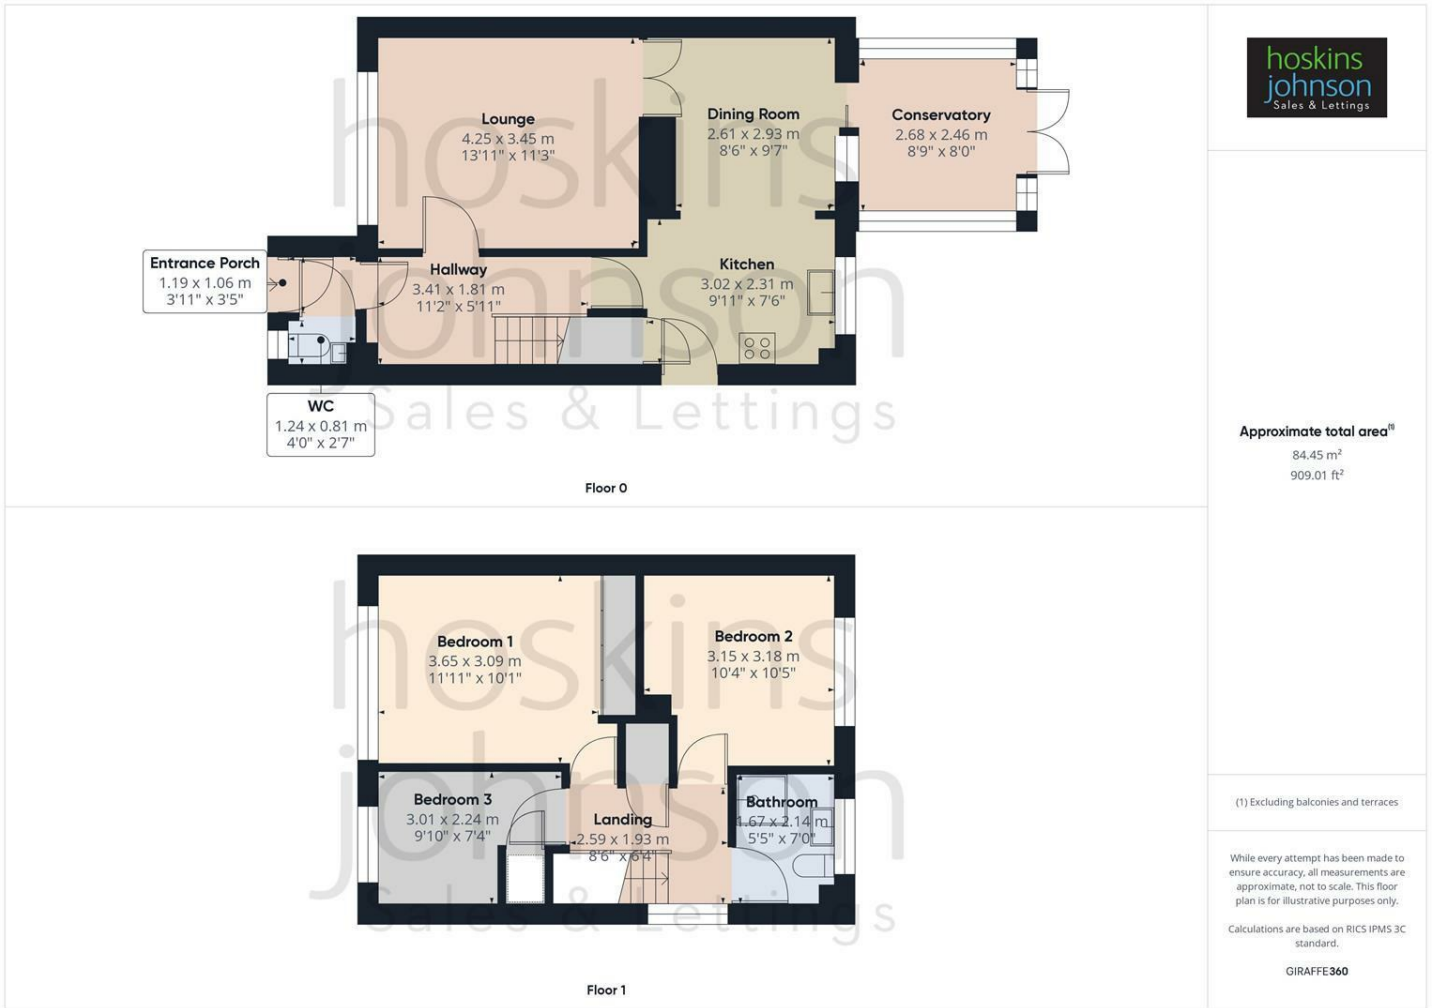 hoskins
johnson
Sales & Lettings
Lounge
4.25 x 3.45 m
13'11" x 11'3"
Dining Room
2.61 x 2.93 m
8'6" x 9'7"
Conservatory
2.68 x 2.46 m
8'9" x 8'0"
Entrance Porch
1.19 x 1.06 m
3'11" x 3'5"
Hallway
3.41 x 1.81 m
11'2" x 5'11"
Kitchen
3.02 x 2.31 m
9'11" x 7'6"
WC
1.24 x 0.81 m
4'0" x 2'7"
hoskins
johnson
Sales & Lettings
Floor 0
Approximate total area(1)
84.45 m²
909.01 ft²
Bedroom 1
3.65 x 3.09 m
11'11" x 10'1"
Bedroom 2
3.15 x 3.18 m
10'4" x 10'5"
Bedroom 3
3.01 x 2.24 m
9'10" x 7'4"
Landing
2.59 x 1.93 m
8'6" x 6'4"
Bathroom
1.67 x 2.14 m
5'5" x 7'0"
hoskins
johnson
Sales & Lettings
Floor 1
(1) Excluding balconies and terraces
While every attempt has been made to
ensure accuracy, all measurements are
approximate, not to scale. This floor
plan is for illustrative purposes only.
Calculations are based on RICS IPMS 3C
standard.
GIRAFFE360